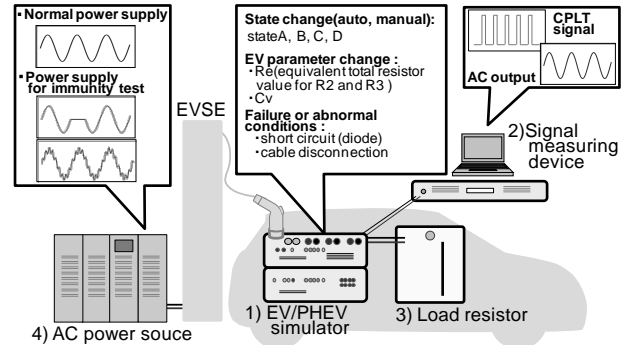 ・Normal power supply
・Power supply
for immunity test
EVSE
State change(auto, manual):
stateA, B, C, D
EV parameter change :
・Re(equivalent total resistor
value for R2 and R3 )
・Cv
Failure or abnormal
conditions :
・short circuit (diode)
・cable disconnection
CPLT
signal
AC output
2)Signal
measuring
device
1) EV/PHEV
simulator
3) Load resistor
4) AC power souce